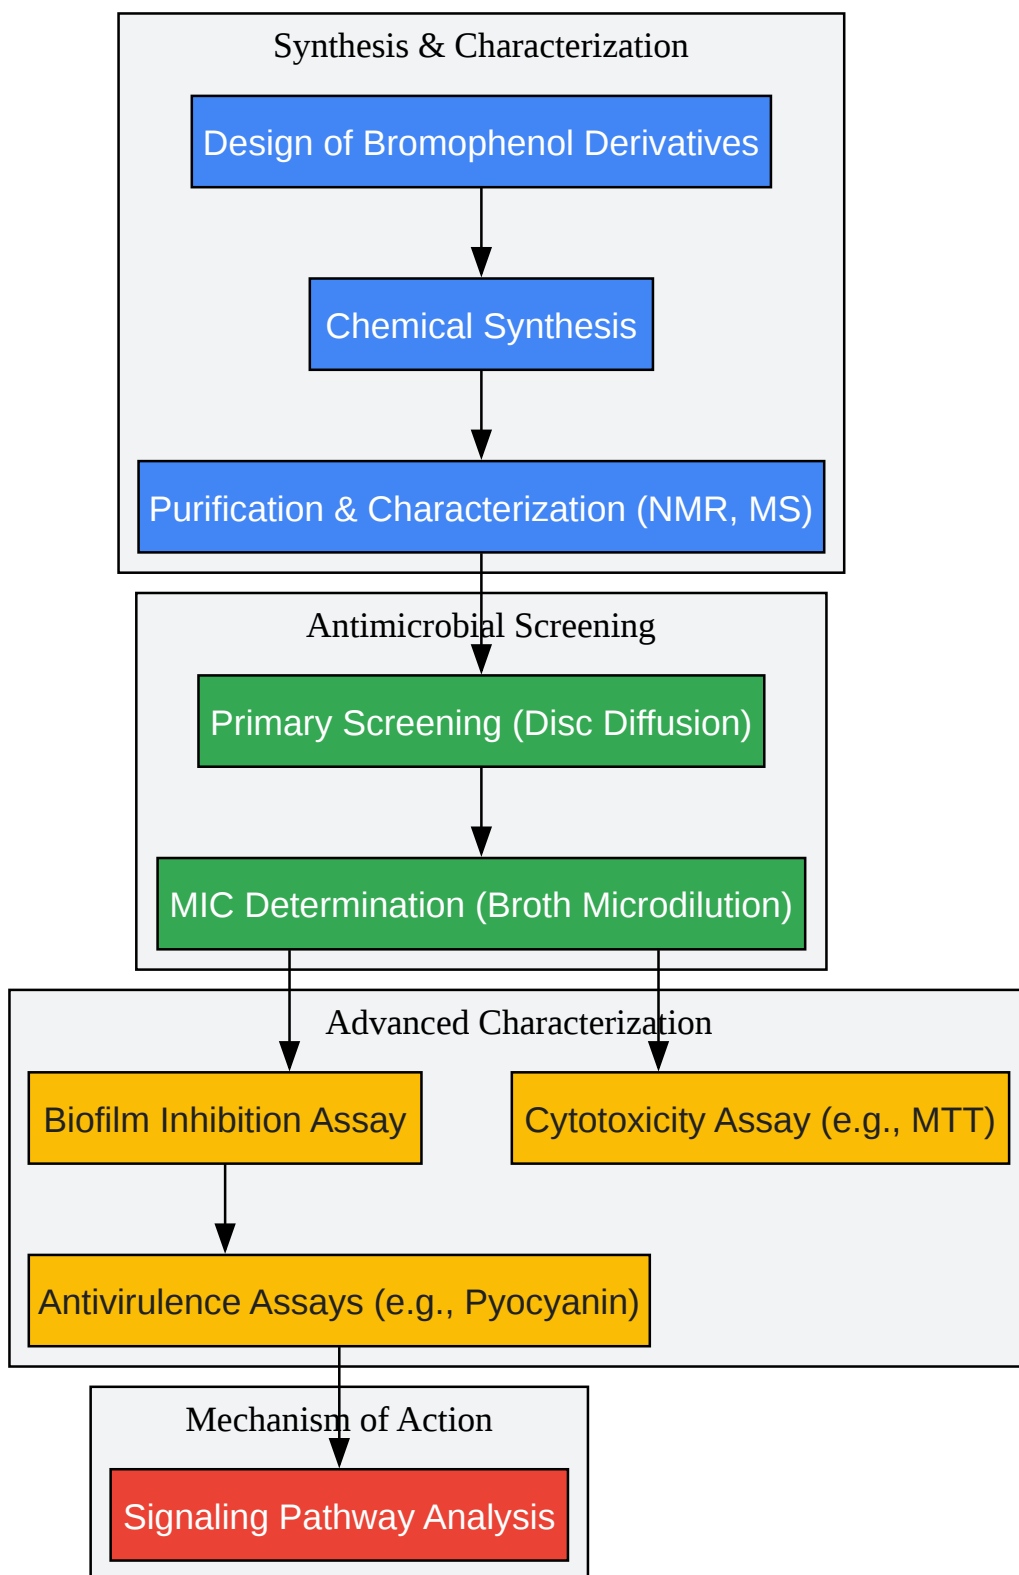 Synthesis & Characterization
Design of Bromophenol Derivatives
Chemical Synthesis
Purification & Characterization (NMR, MS)
Antimicrobial Screening
Primary Screening (Disc Diffusion)
MIC Determination (Broth Microdilution)
Advanced Characterization
Biofilm Inhibition Assay
Cytotoxicity Assay (e.g., MTT)
Antivirulence Assays (e.g., Pyocyanin)
Mechanism of Action
Signaling Pathway Analysis